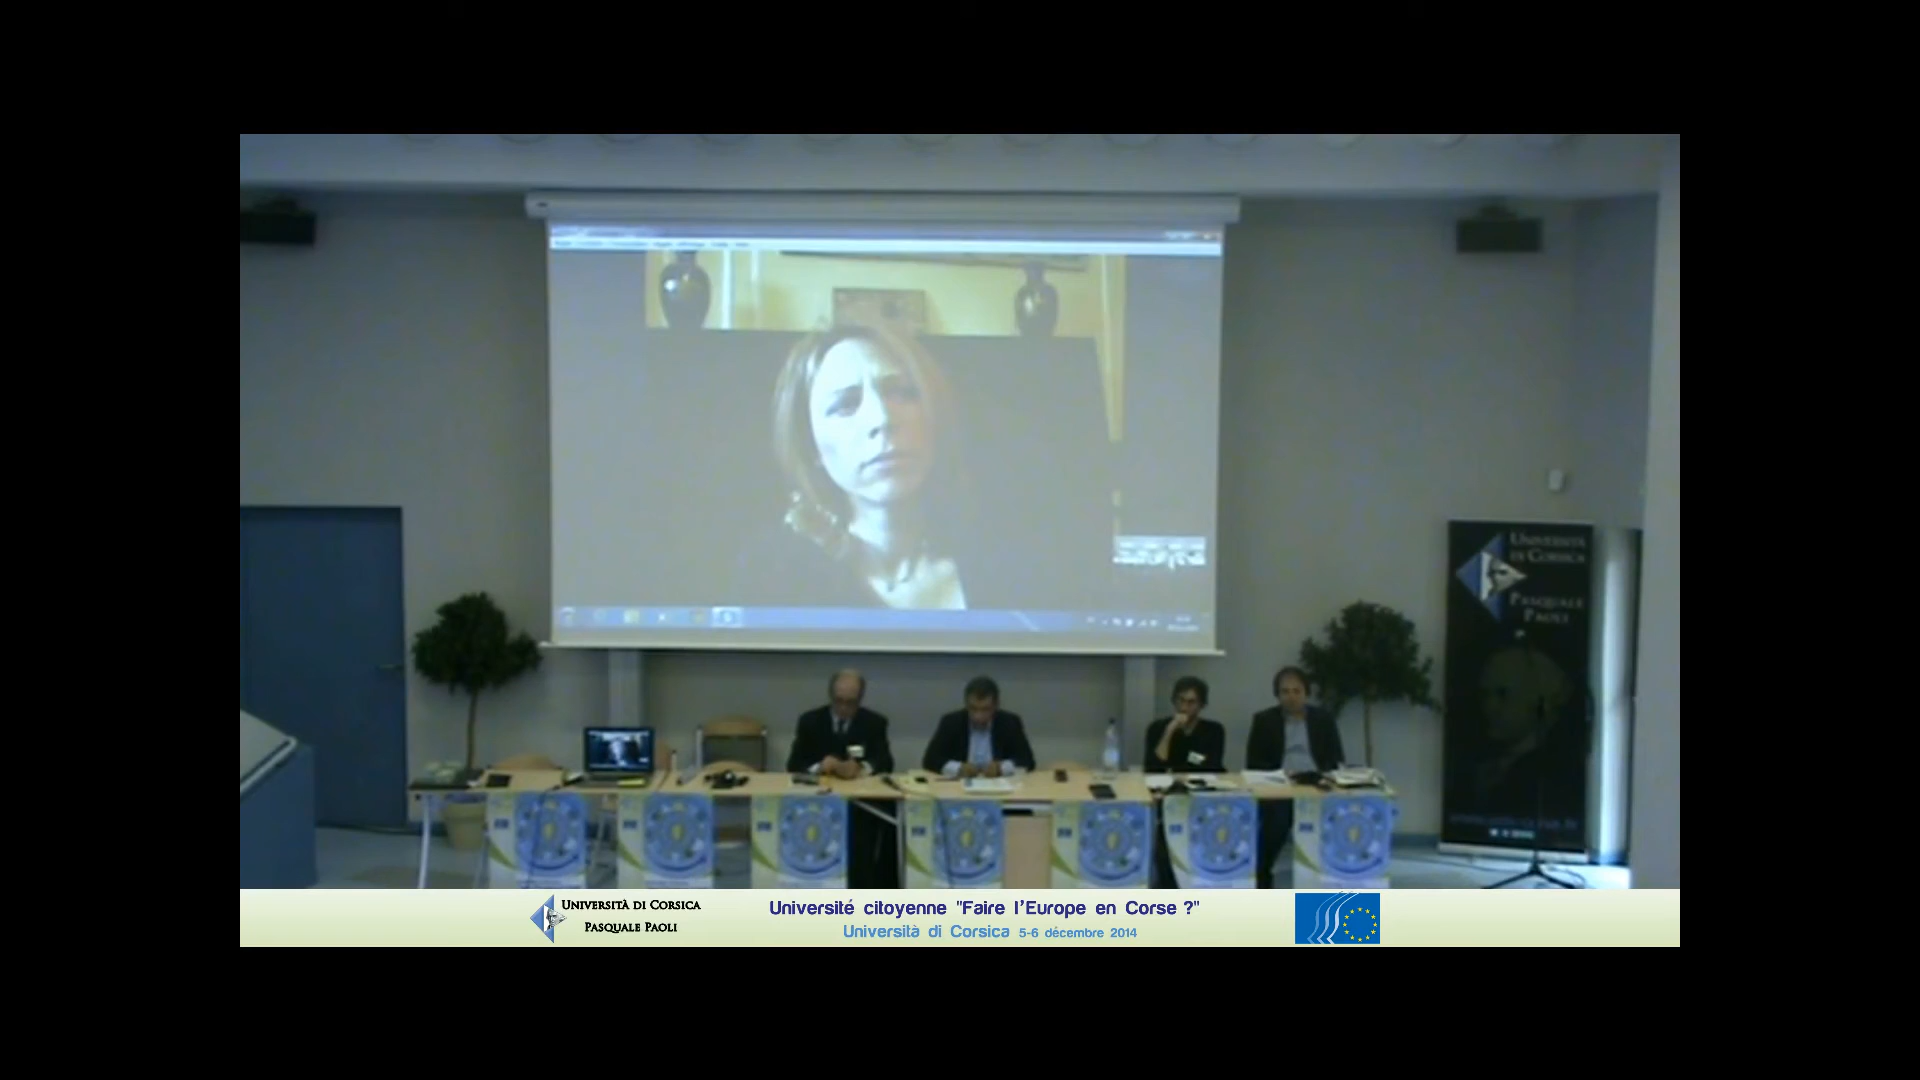 UNIVERSITÀ
DI CORSICA
PASQUALE
PAOLI
UNIVERSITÀ DI CORSICA
PASQUALE PAOLI
Université citoyenne "Faire l'Europe en Corse ?"
Università di Corsica 5-6 décembre 2014